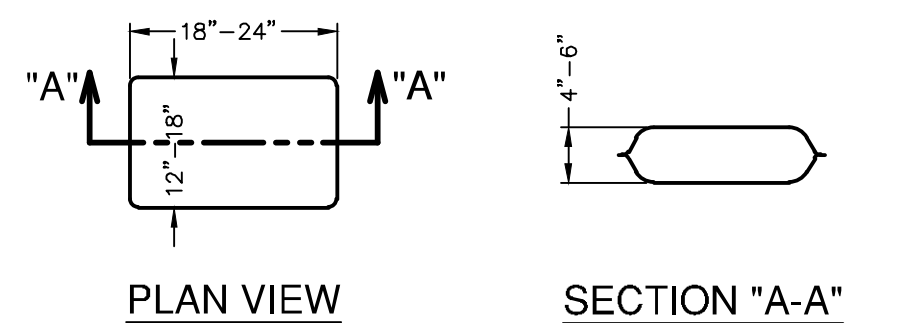 18”-24”
"A"
"A"
12”-18”
PLAN VIEW
4”-6”
SECTION "A-A"